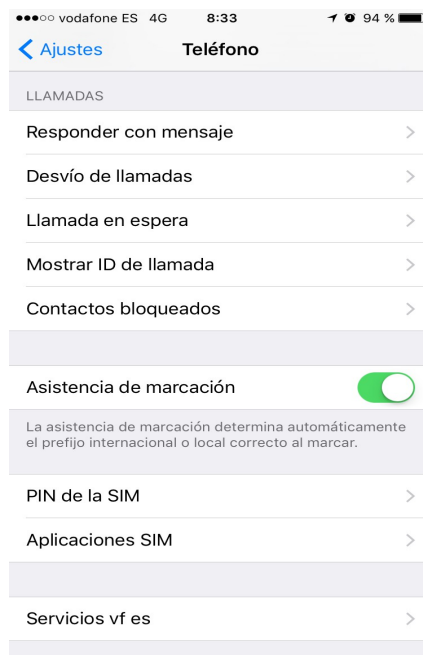 vodafone ES 4G 8:33 94 %
Ajustes Teléfono
LLAMADAS
Responder con mensaje
Desvío de llamadas
Llamada en espera
Mostrar ID de llamada
Contactos bloqueados
Asistencia de marcación
La asistencia de marcación determina automáticamente
el prefijo internacional o local correcto al marcar.
PIN de la SIM
Aplicaciones SIM
Servicios vf es